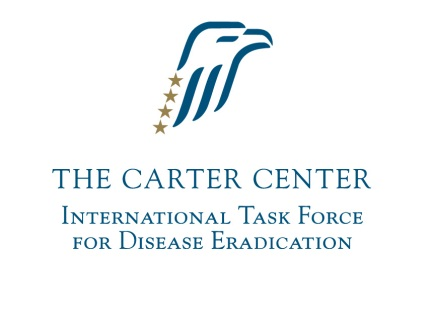 THE CARTER CENTER
INTERNATIONAL TASK FORCE
FOR DISEASE ERADICATION